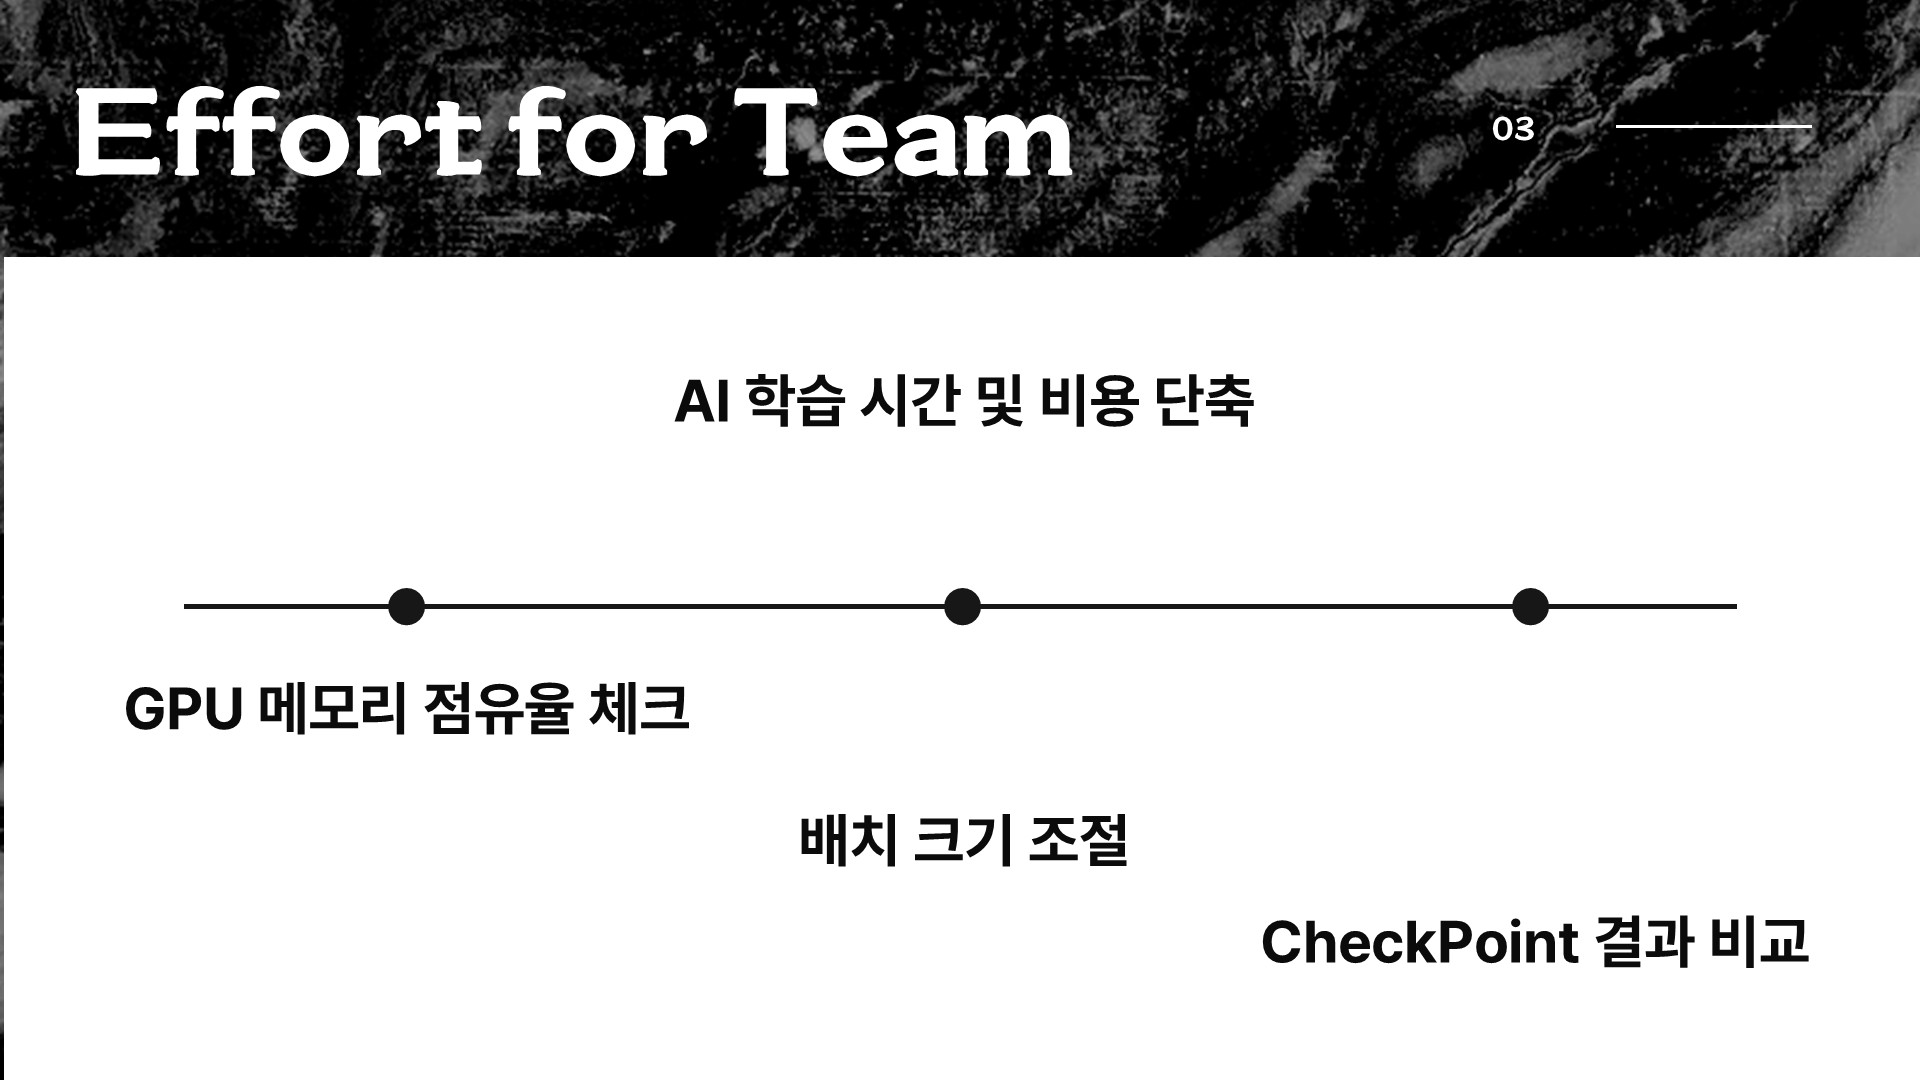 Effort for Team
03
AI 학습 시간 및 비용 단축
GPU 메모리 점유율 체크
배치 크기 조절
CheckPoint 결과 비교